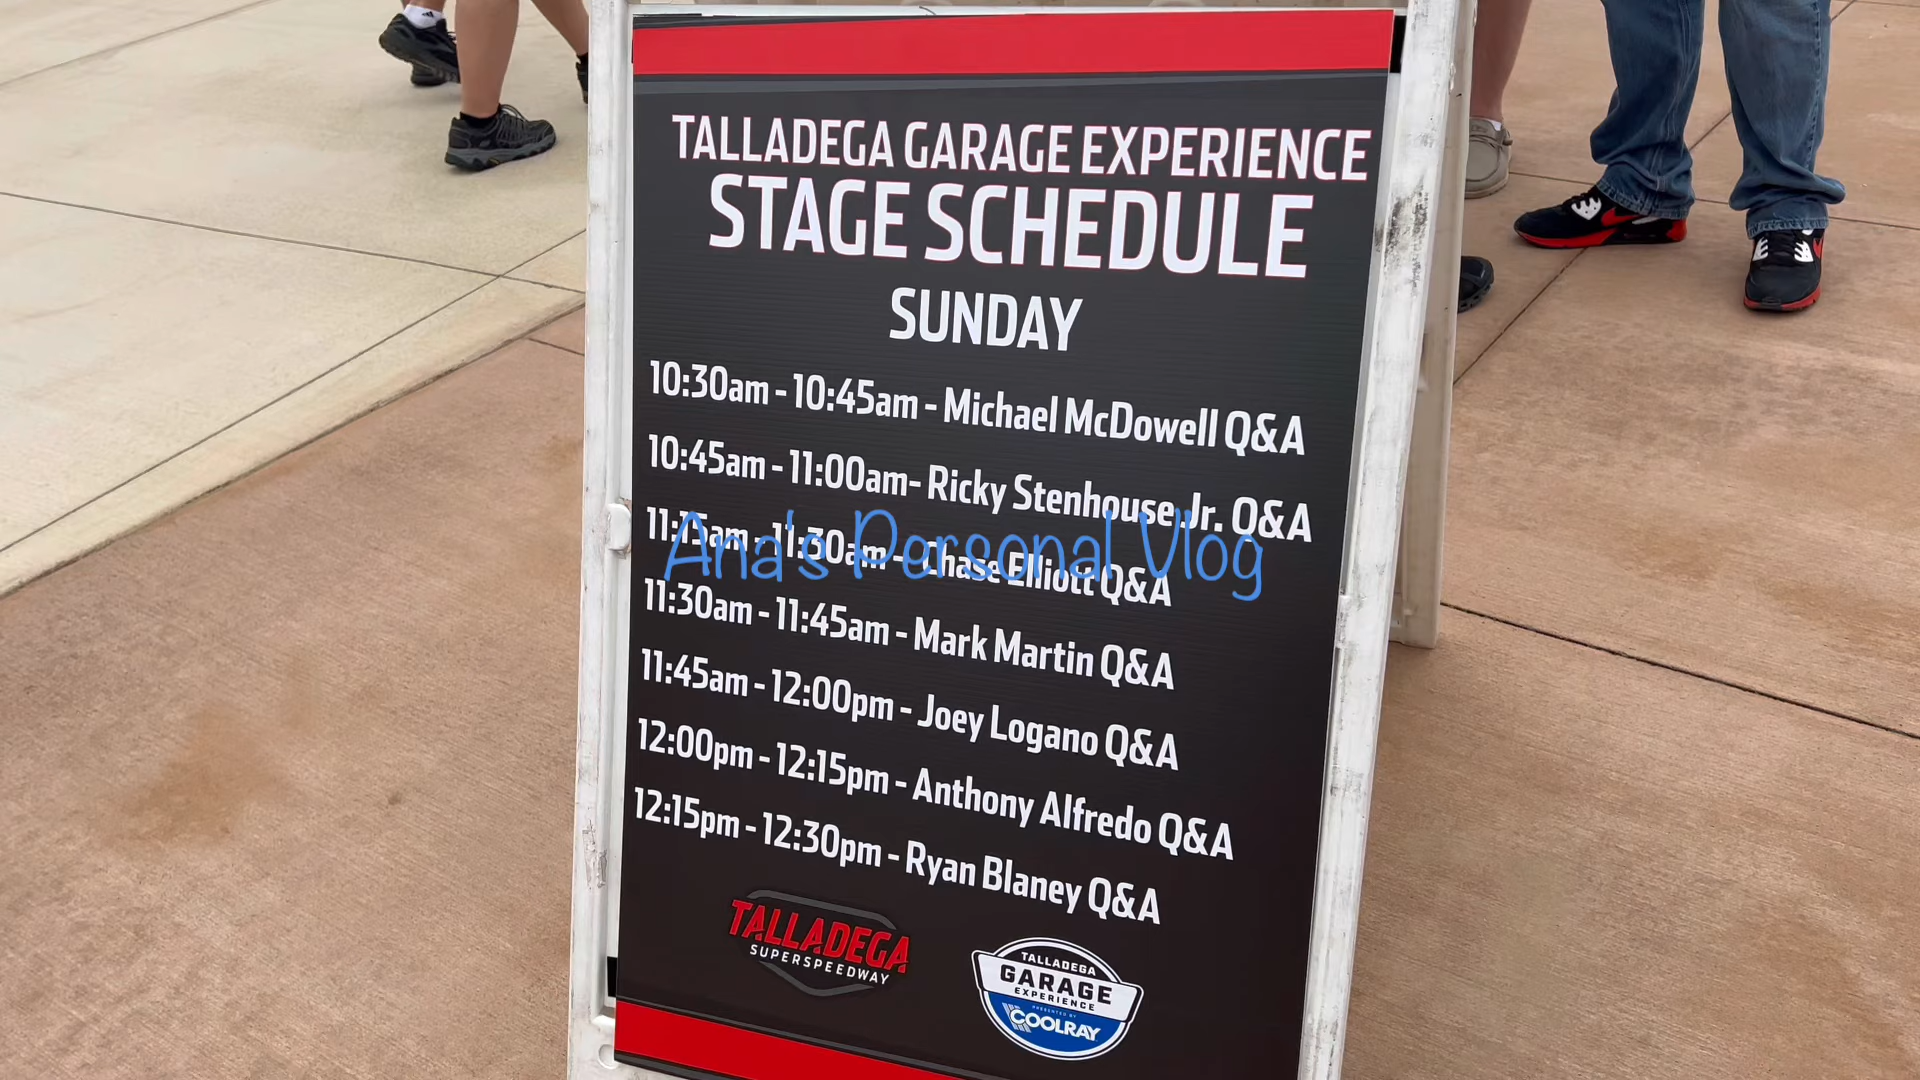 TALLADEGA GARAGE EXPERIENCE
STAGE SCHEDULE
SUNDAY
10:30am - 10:45am - Michael McDowell Q&A
10:45am - 11:00am- Ricky Stenhouse Jr. Q&A
11:15am - 11:30am - Chase Elliott Q&A
Ana's Personal Vlog
11:30am - 11:45am - Mark Martin Q&A
11:45am - 12:00pm - Joey Logano Q&A
12:00pm - 12:15pm - Anthony Alfredo Q&A
12:15pm - 12:30pm - Ryan Blaney Q&A
TALLADEGA
SUPERSPEEDWAY
TALLADEGA
GARAGE
EXPERIENCE
PRESENTED BY
COOLRAY